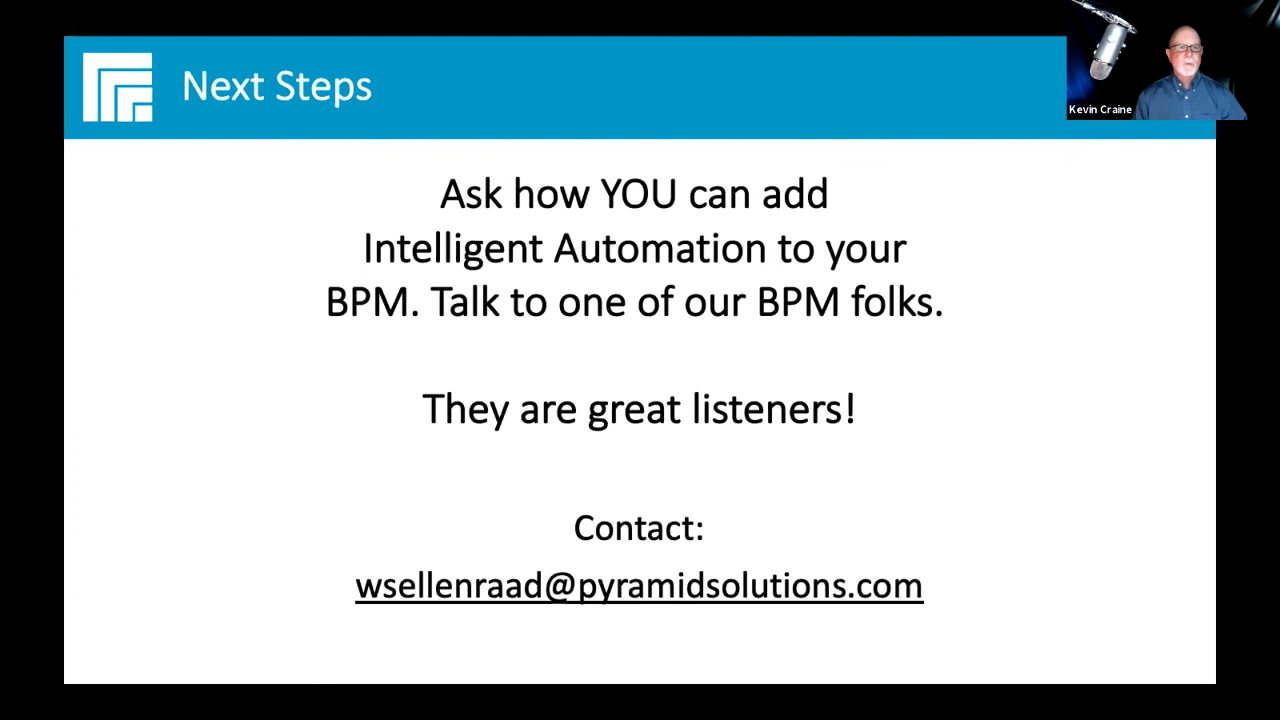 Next Steps
Kevin Craine
Ask how YOU can add
Intelligent Automation to your
BPM. Talk to one of our BPM folks.
They are great listeners!
Contact:
wsellenraad@pyramidsolutions.com